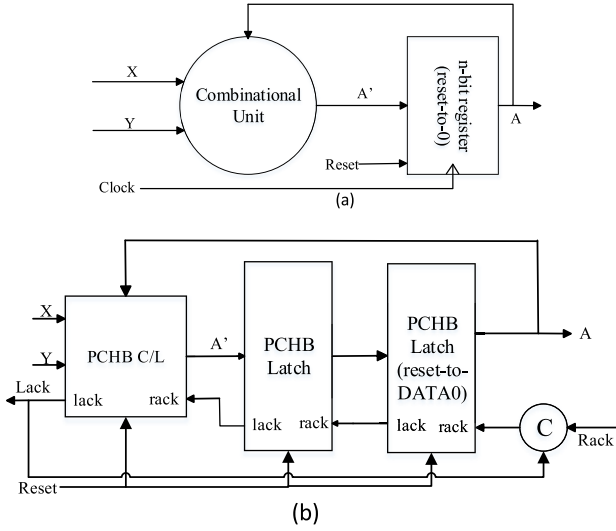 X
Y
Combinational
Unit
A'
n-bit register
(reset-to-0)
A
Reset
Clock
(a)
X
Y
Lack
PCHB C/L
lack
rack
A'
PCHB
Latch
lack
rack
PCHB
Latch
(reset-to-
DATA0)
lack
rack
A
C
Rack
Reset
(b)